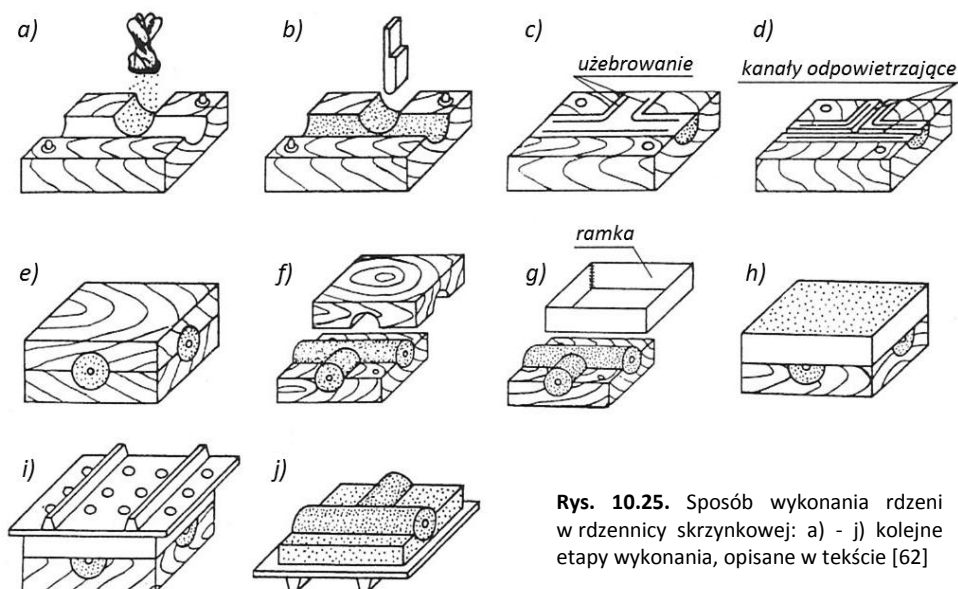 a)
b)
c)
d)
użebrowanie
kanały odpowietrzające
e)
f)
g)
h)
ramka
i)
j)
Rys. 10.25. Sposób wykonania rdzeni
w rdzennicy skrzynkowej: a) - j) kolejne
etapy wykonania, opisane w tekście [62]